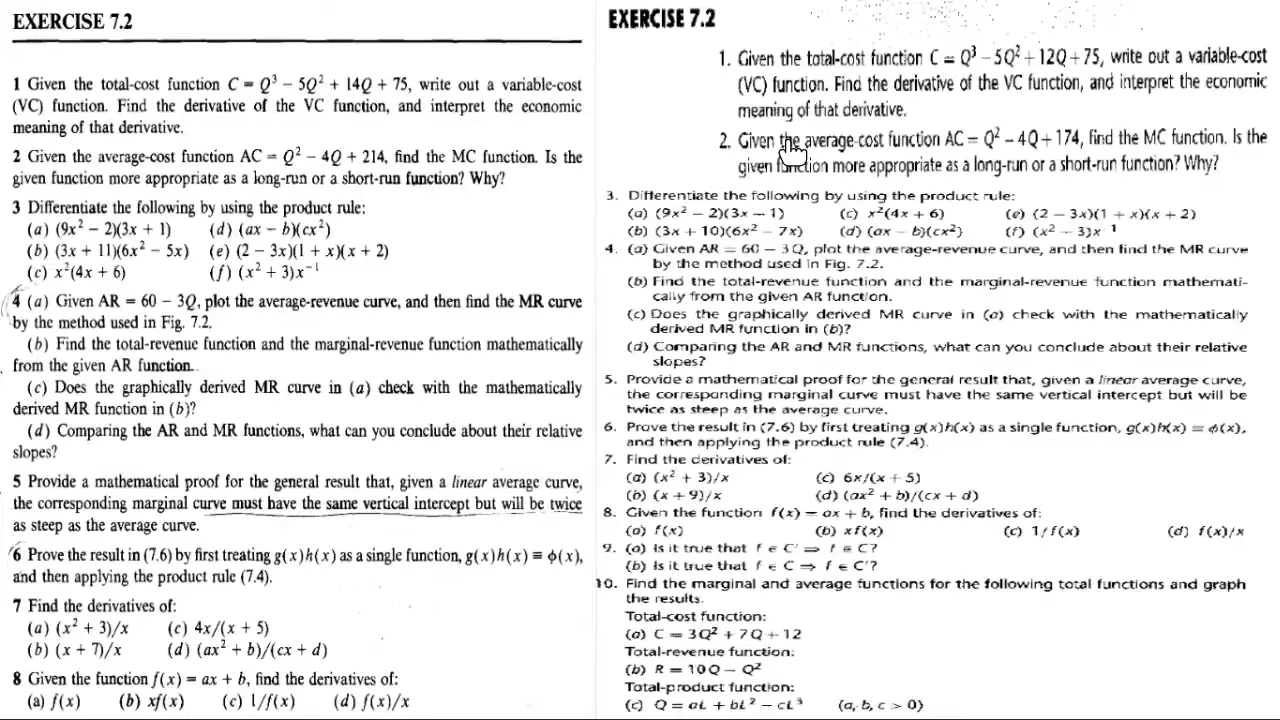 EXERCISE 7.2
1 Given the total-cost function C = Q³ − 5Q² + 14Q + 75, write out a variable-cost
(VC) function. Find the derivative of the VC function, and interpret the economic
meaning of that derivative.
2 Given the average-cost function AC = Q² − 4Q + 214, find the MC function. Is the
given function more appropriate as a long-run or a short-run function? Why?
3 Differentiate the following by using the product rule:
(a) (9x² − 2)(3x + 1) (d) (ax − b)(cx²)
(b) (3x + 11)(6x² − 5x) (e) (2 − 3x)(1 + x)(x + 2)
(c) x²(4x + 6) (f) (x² + 3)x⁻¹
4 (a) Given AR = 60 − 3Q, plot the average-revenue curve, and then find the MR curve
by the method used in Fig. 7.2.
(b) Find the total-revenue function and the marginal-revenue function mathematically
from the given AR function.
(c) Does the graphically derived MR curve in (a) check with the mathematically
derived MR function in (b)?
(d) Comparing the AR and MR functions, what can you conclude about their relative
slopes?
5 Provide a mathematical proof for the general result that, given a linear average curve,
the corresponding marginal curve must have the same vertical intercept but will be twice
as steep as the average curve.
6 Prove the result in (7.6) by first treating g(x)h(x) as a single function, g(x)h(x) ≡ ϕ(x),
and then applying the product rule (7.4).
7 Find the derivatives of:
(a) (x² + 3)/x (c) 4x/(x + 5)
(b) (x + 7)/x (d) (ax² + b)/(cx + d)
8 Given the function f(x) = ax + b, find the derivatives of:
(a) f(x) (b) xf(x) (c) 1/f(x) (d) f(x)/x
EXERCISE 7.2
1. Given the total-cost function C = Q³ − 5Q² + 12Q + 75, write out a variable-cost
(VC) function. Find the derivative of the VC function, and interpret the economic
meaning of that derivative.
2. Given the average-cost function AC = Q² − 4Q + 174, find the MC function. Is the
given function more appropriate as a long-run or a short-run function? Why?
3. Differentiate the following by using the product rule:
(a) (9x² − 2)(3x − 1) (c) x²(4x + 6) (e) (2 − 3x)(1 + x)(x + 2)
(b) (3x + 10)(6x² − 7x) (d) (ax − b)(cx²) (f) (x² − 3)x⁻¹
4. (a) Given AR = 60 − 3Q, plot the average-revenue curve, and then find the MR curve
by the method used in Fig. 7.2.
(b) Find the total-revenue function and the marginal-revenue function mathemati-
cally from the given AR function.
(c) Does the graphically derived MR curve in (a) check with the mathematically
derived MR function in (b)?
(d) Comparing the AR and MR functions, what can you conclude about their relative
slopes?
5. Provide a mathematical proof for the general result that, given a linear average curve,
the corresponding marginal curve must have the same vertical intercept but will be
twice as steep as the average curve.
6. Prove the result in (7.6) by first treating g(x)h(x) as a single function, g(x)h(x) ≡ ϕ(x),
and then applying the product rule (7.4).
7. Find the derivatives of:
(a) (x² + 3)/x (c) 6x/(x + 5)
(b) (x + 9)/x (d) (ax² + b)/(cx + d)
8. Given the function f(x) = ax + b, find the derivatives of:
(a) f(x) (b) xf(x) (c) 1/f(x) (d) f(x)/x
9. (a) Is it true that f ∈ C′ ⇒ f ∈ C?
(b) Is it true that f ∈ C ⇒ f ∈ C′?
10. Find the marginal and average functions for the following total functions and graph
the results.
Total-cost function:
(a) C = 3Q² + 7Q + 12
Total-revenue function:
(b) R = 10Q − Q²
Total-product function:
(c) Q = aL + bL² − cL³ (a, b, c > 0)